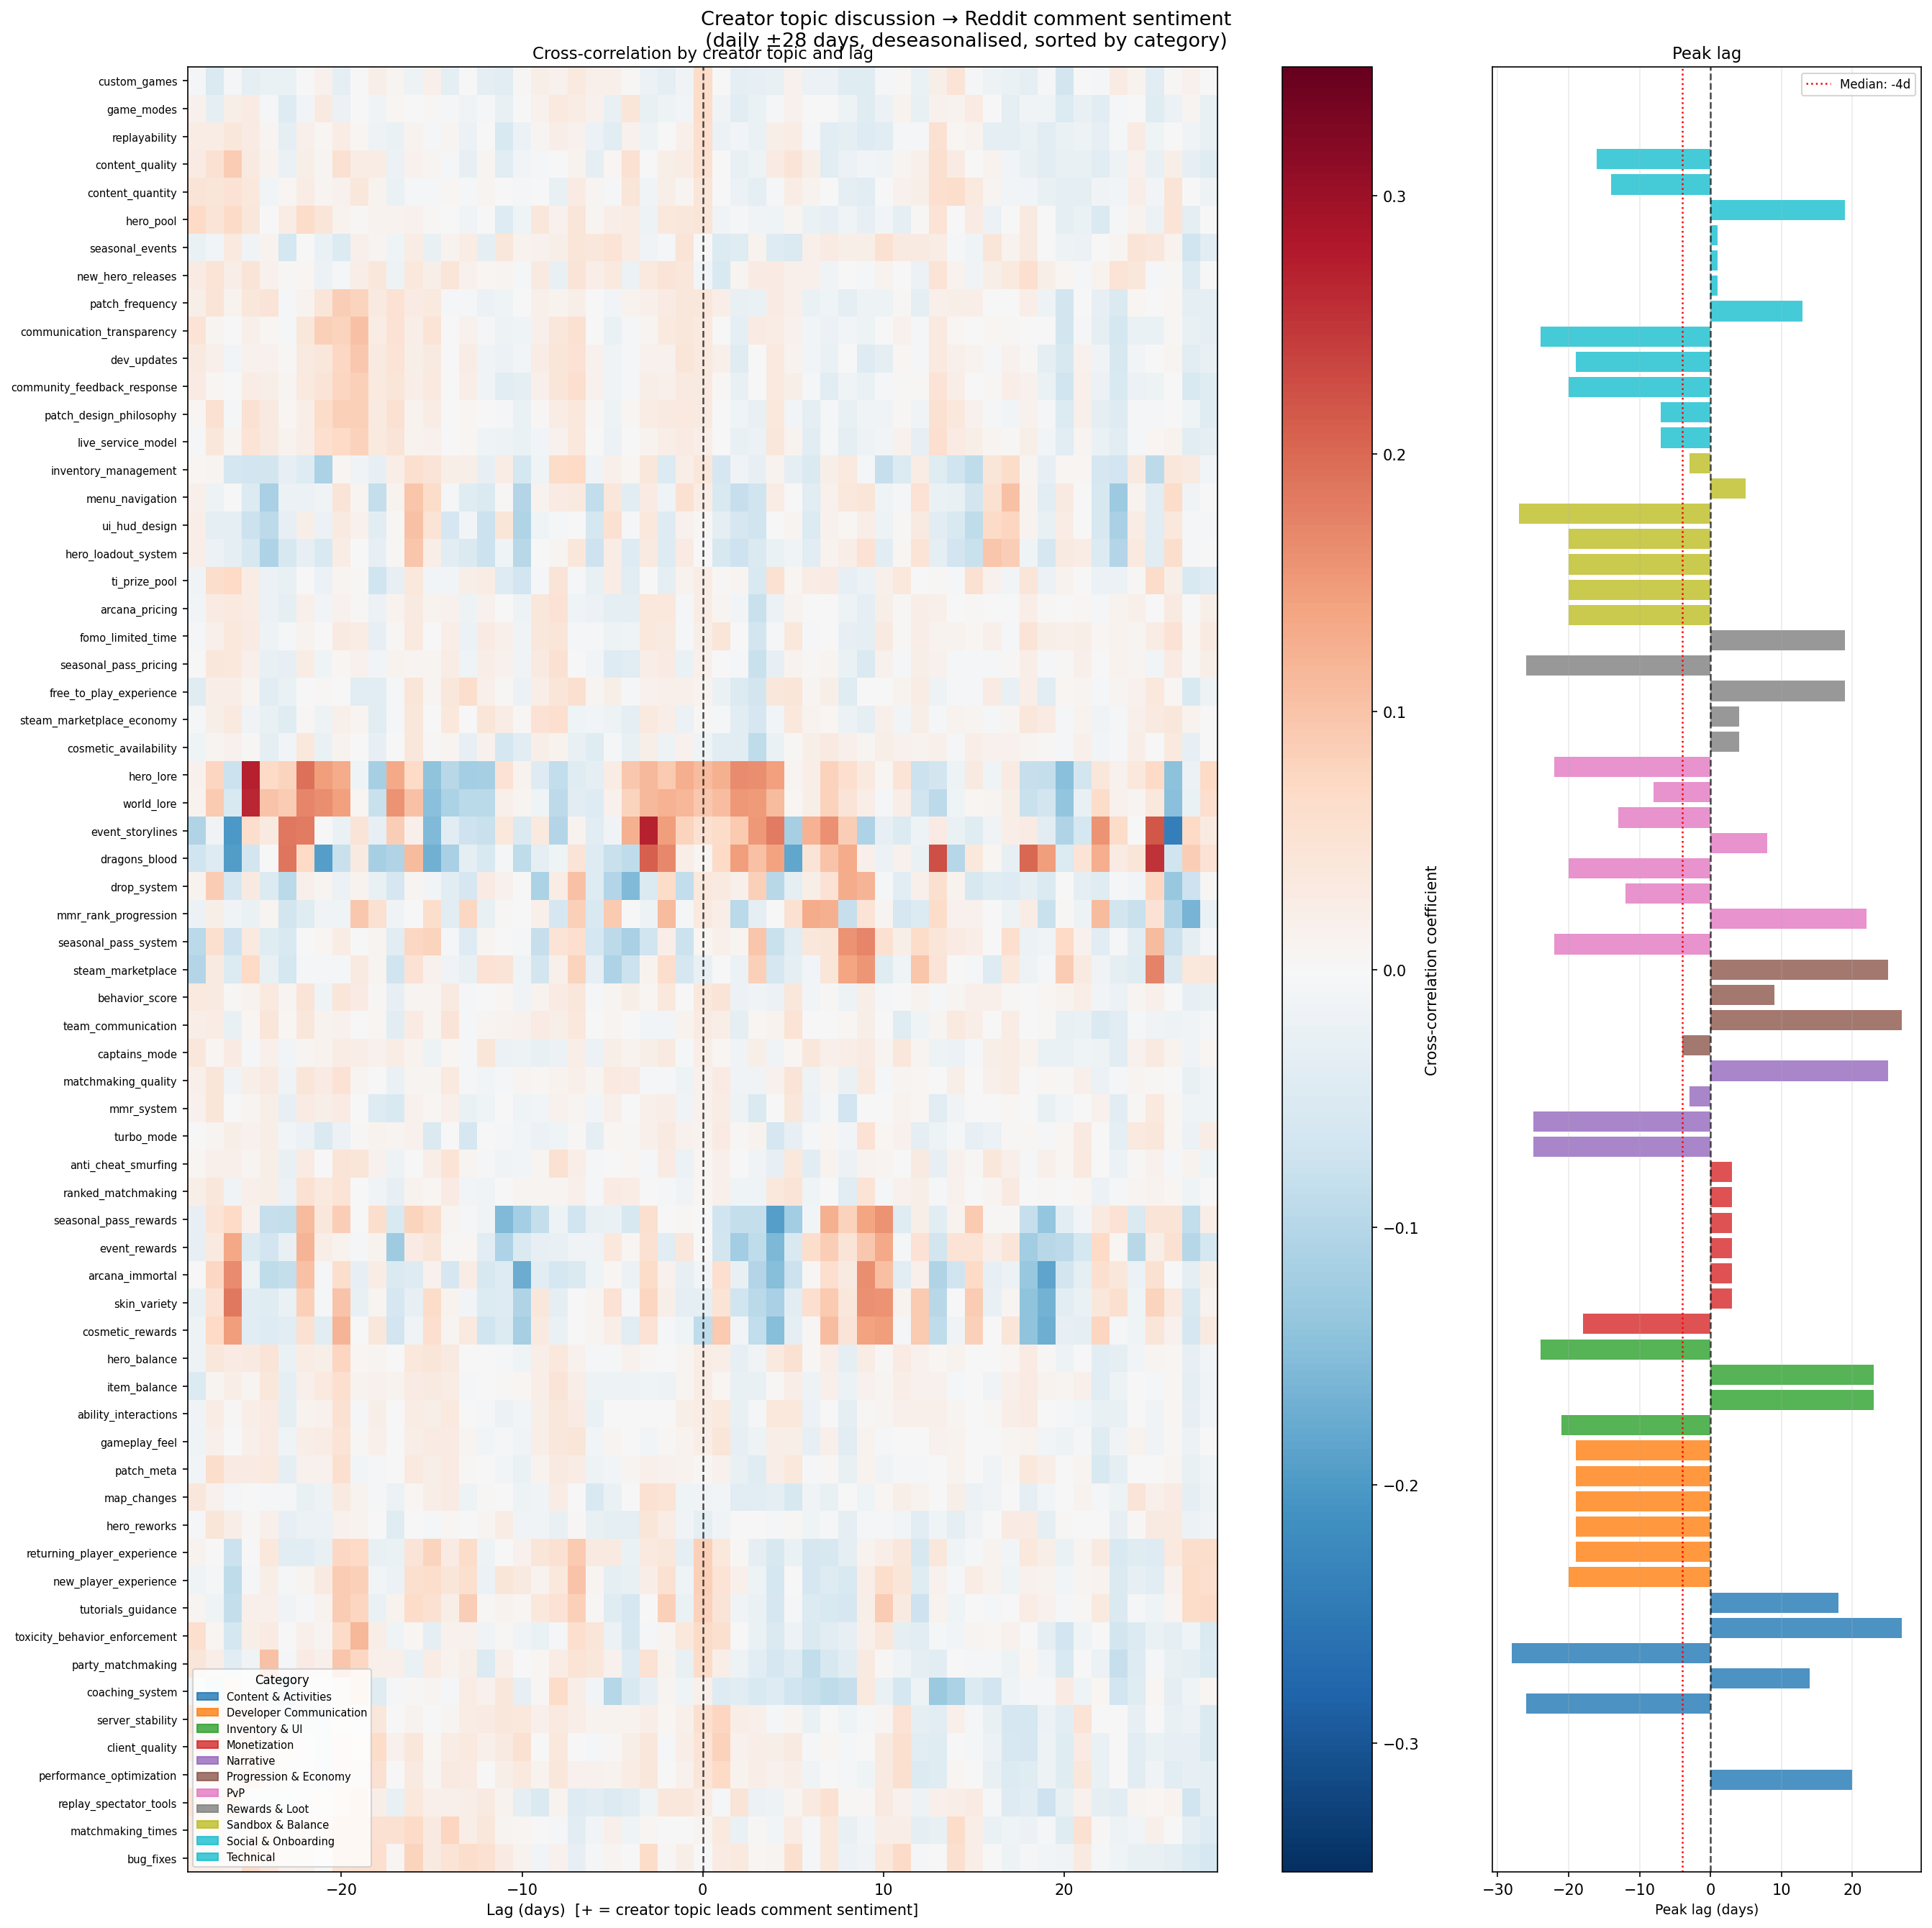 Creator topic discussion → Reddit comment sentiment
(daily ±28 days, deseasonalised, sorted by category)
Cross-correlation by creator topic and lag
custom_games
game_modes
replayability
content_quality
content_quantity
hero_pool
seasonal_events
new_hero_releases
patch_frequency
communication_transparency
dev_updates
community_feedback_response
patch_design_philosophy
live_service_model
inventory_management
menu_navigation
ui_hud_design
hero_loadout_system
ti_prize_pool
arcana_pricing
fomo_limited_time
seasonal_pass_pricing
free_to_play_experience
steam_marketplace_economy
cosmetic_availability
hero_lore
world_lore
event_storylines
dragons_blood
drop_system
mmr_rank_progression
seasonal_pass_system
steam_marketplace
behavior_score
team_communication
captains_mode
matchmaking_quality
mmr_system
turbo_mode
anti_cheat_smurfing
ranked_matchmaking
seasonal_pass_rewards
event_rewards
arcana_immortal
skin_variety
cosmetic_rewards
hero_balance
item_balance
ability_interactions
gameplay_feel
patch_meta
map_changes
hero_reworks
returning_player_experience
new_player_experience
tutorials_guidance
toxicity_behavior_enforcement
party_matchmaking
coaching_system
server_stability
client_quality
performance_optimization
replay_spectator_tools
matchmaking_times
bug_fixes
Category
Content & Activities
Developer Communication
Inventory & UI
Monetization
Narrative
Progression & Economy
PvP
Rewards & Loot
Sandbox & Balance
Social & Onboarding
Technical
−20
−10
0
10
20
Lag (days)  [+ = creator topic leads comment sentiment]
0.3
0.2
0.1
0.0
−0.1
−0.2
−0.3
Cross-correlation coefficient
Peak lag
Median: -4d
−30
−20
−10
0
10
20
Peak lag (days)